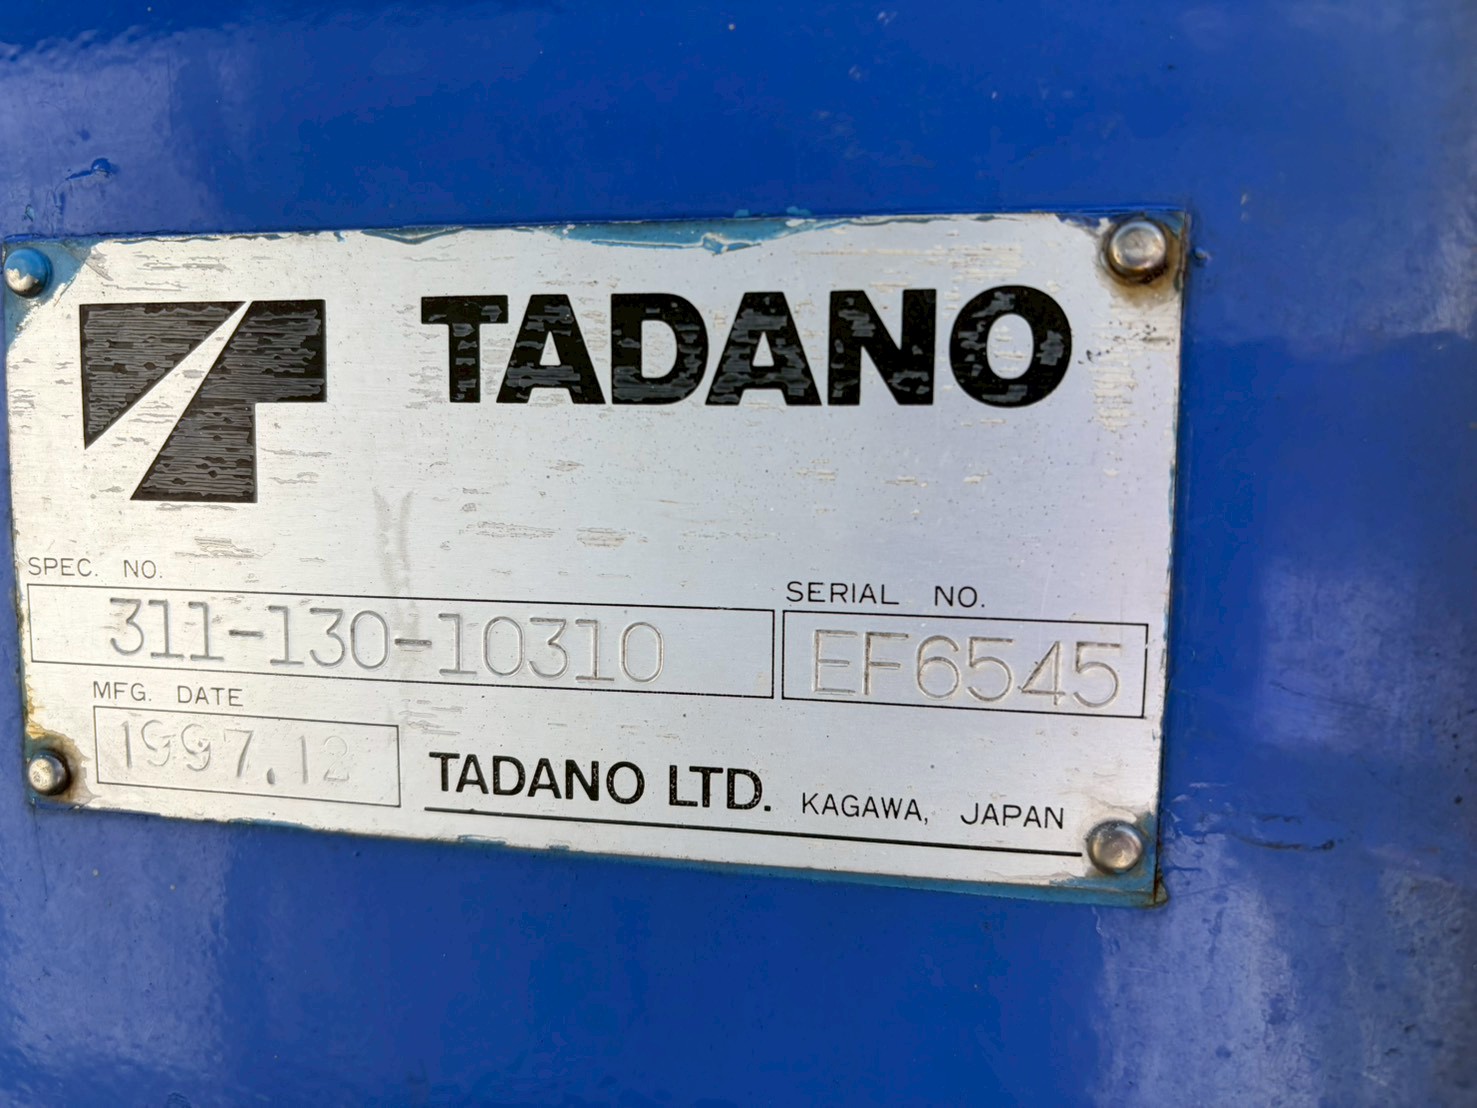 TADANO
SPEC. NO.
311-130-10310
SERIAL NO.
EF6545
MFG. DATE
1997.12
TADANO LTD. KAGAWA, JAPAN